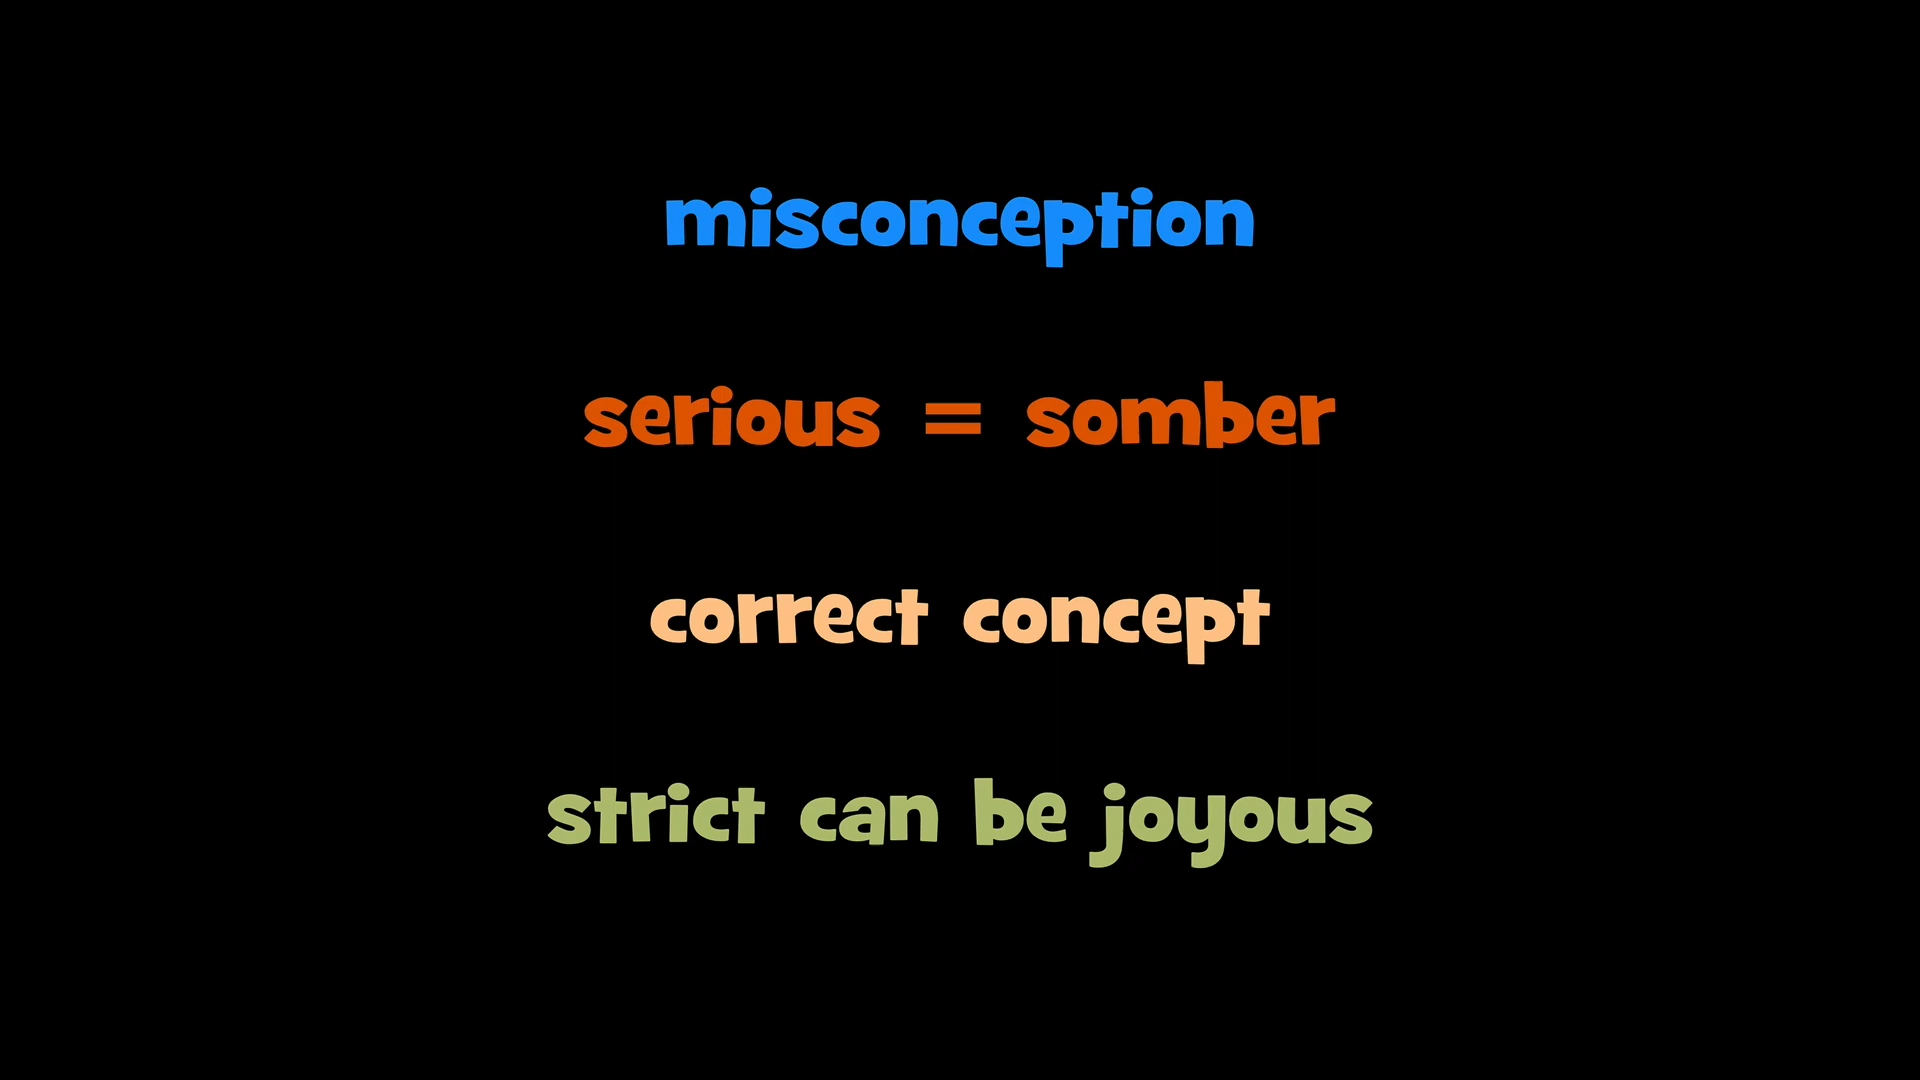 misconception
serious = somber
correct concept
strict can be joyous